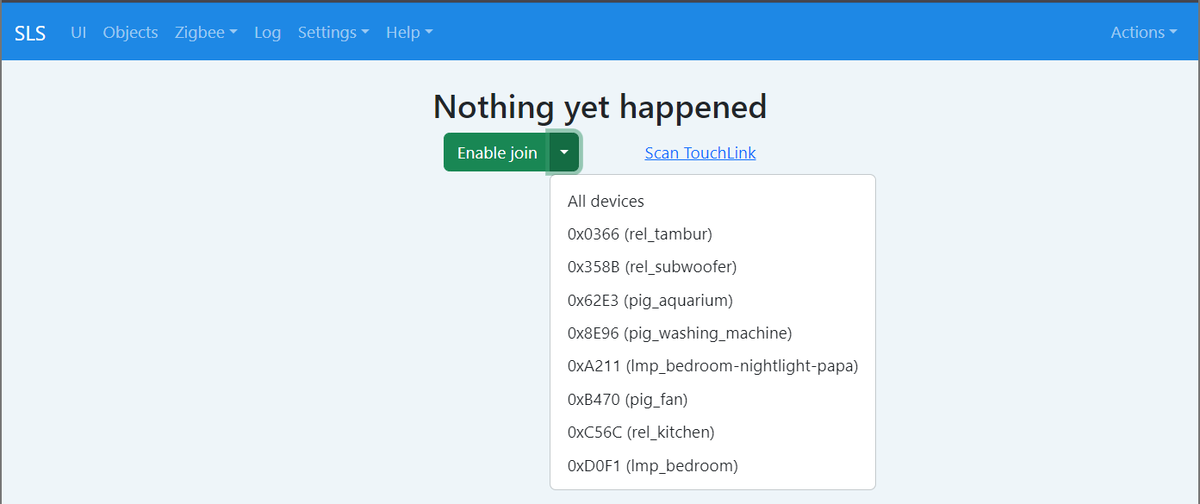 SLS UI Objects Zigbee Log Settings Help Actions
Nothing yet happened
Enable join Scan TouchLink
All devices
0x0366 (rel_tambur)
0x358B (rel_subwoofer)
0x62E3 (pig_aquarium)
0x8E96 (pig_washing_machine)
0xA211 (lmp_bedroom-nightlight-papa)
0xB470 (pig_fan)
0xC56C (rel_kitchen)
0xD0F1 (lmp_bedroom)